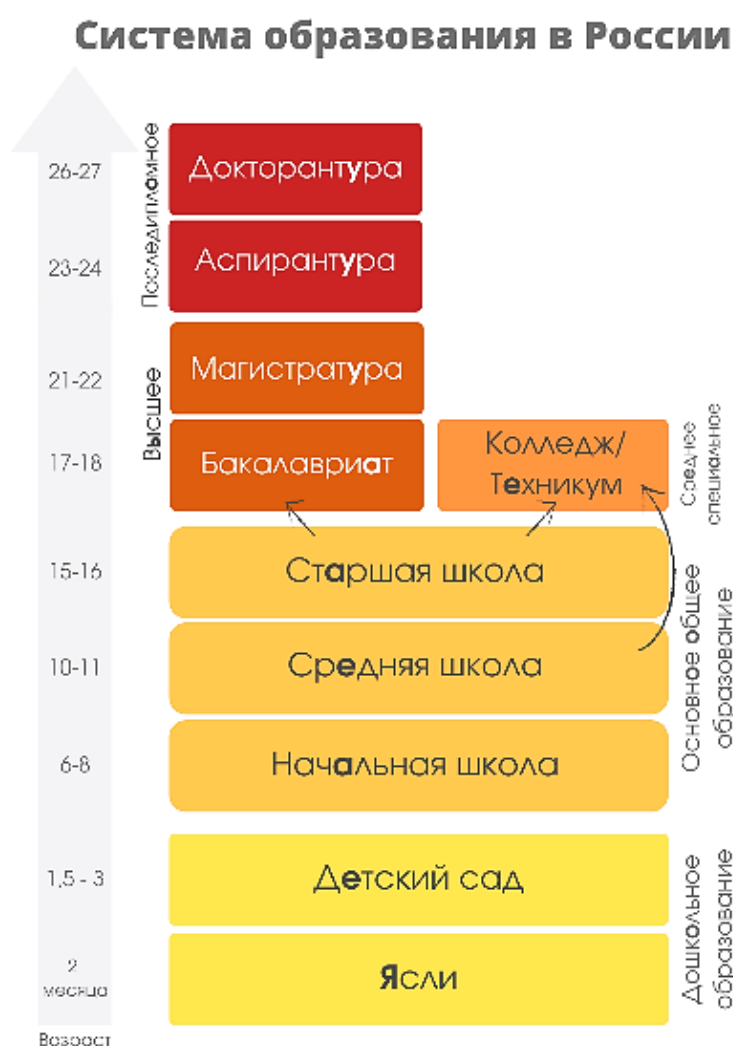 Система образования в России
26-27
Последипломное
Докторантура
23-24
Аспирантура
21-22
Высшее
Магистратура
17-18
Бакалавриат
Колледж/
Техникум
Среднее
специальное
15-16
Старшая школа
10-11
Средняя школа
Основное общее
образование
6-8
Начальная школа
1,5 - 3
Детский сад
Дошкольное
образование
2
месяца
Ясли
Возраст